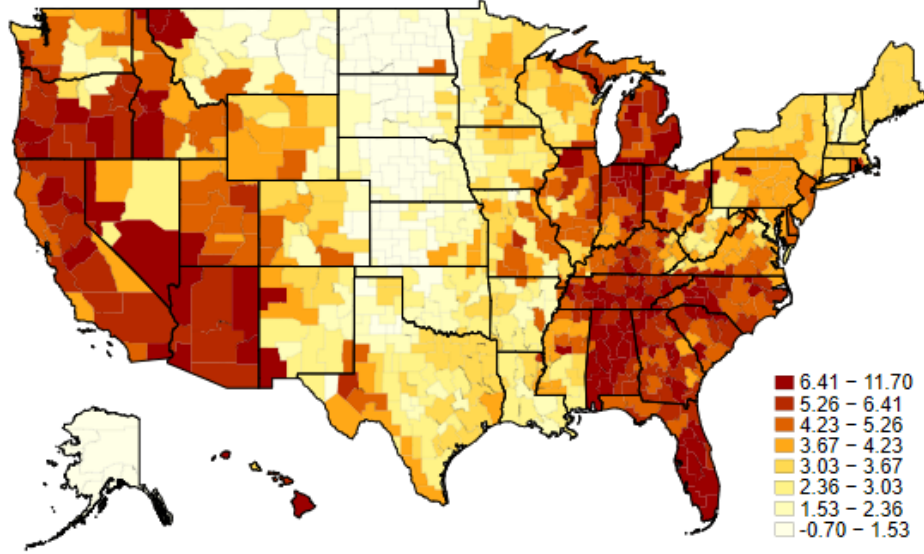 6.41 − 11.70
5.26 − 6.41
4.23 − 5.26
3.67 − 4.23
3.03 − 3.67
2.36 − 3.03
1.53 − 2.36
-0.70 − 1.53